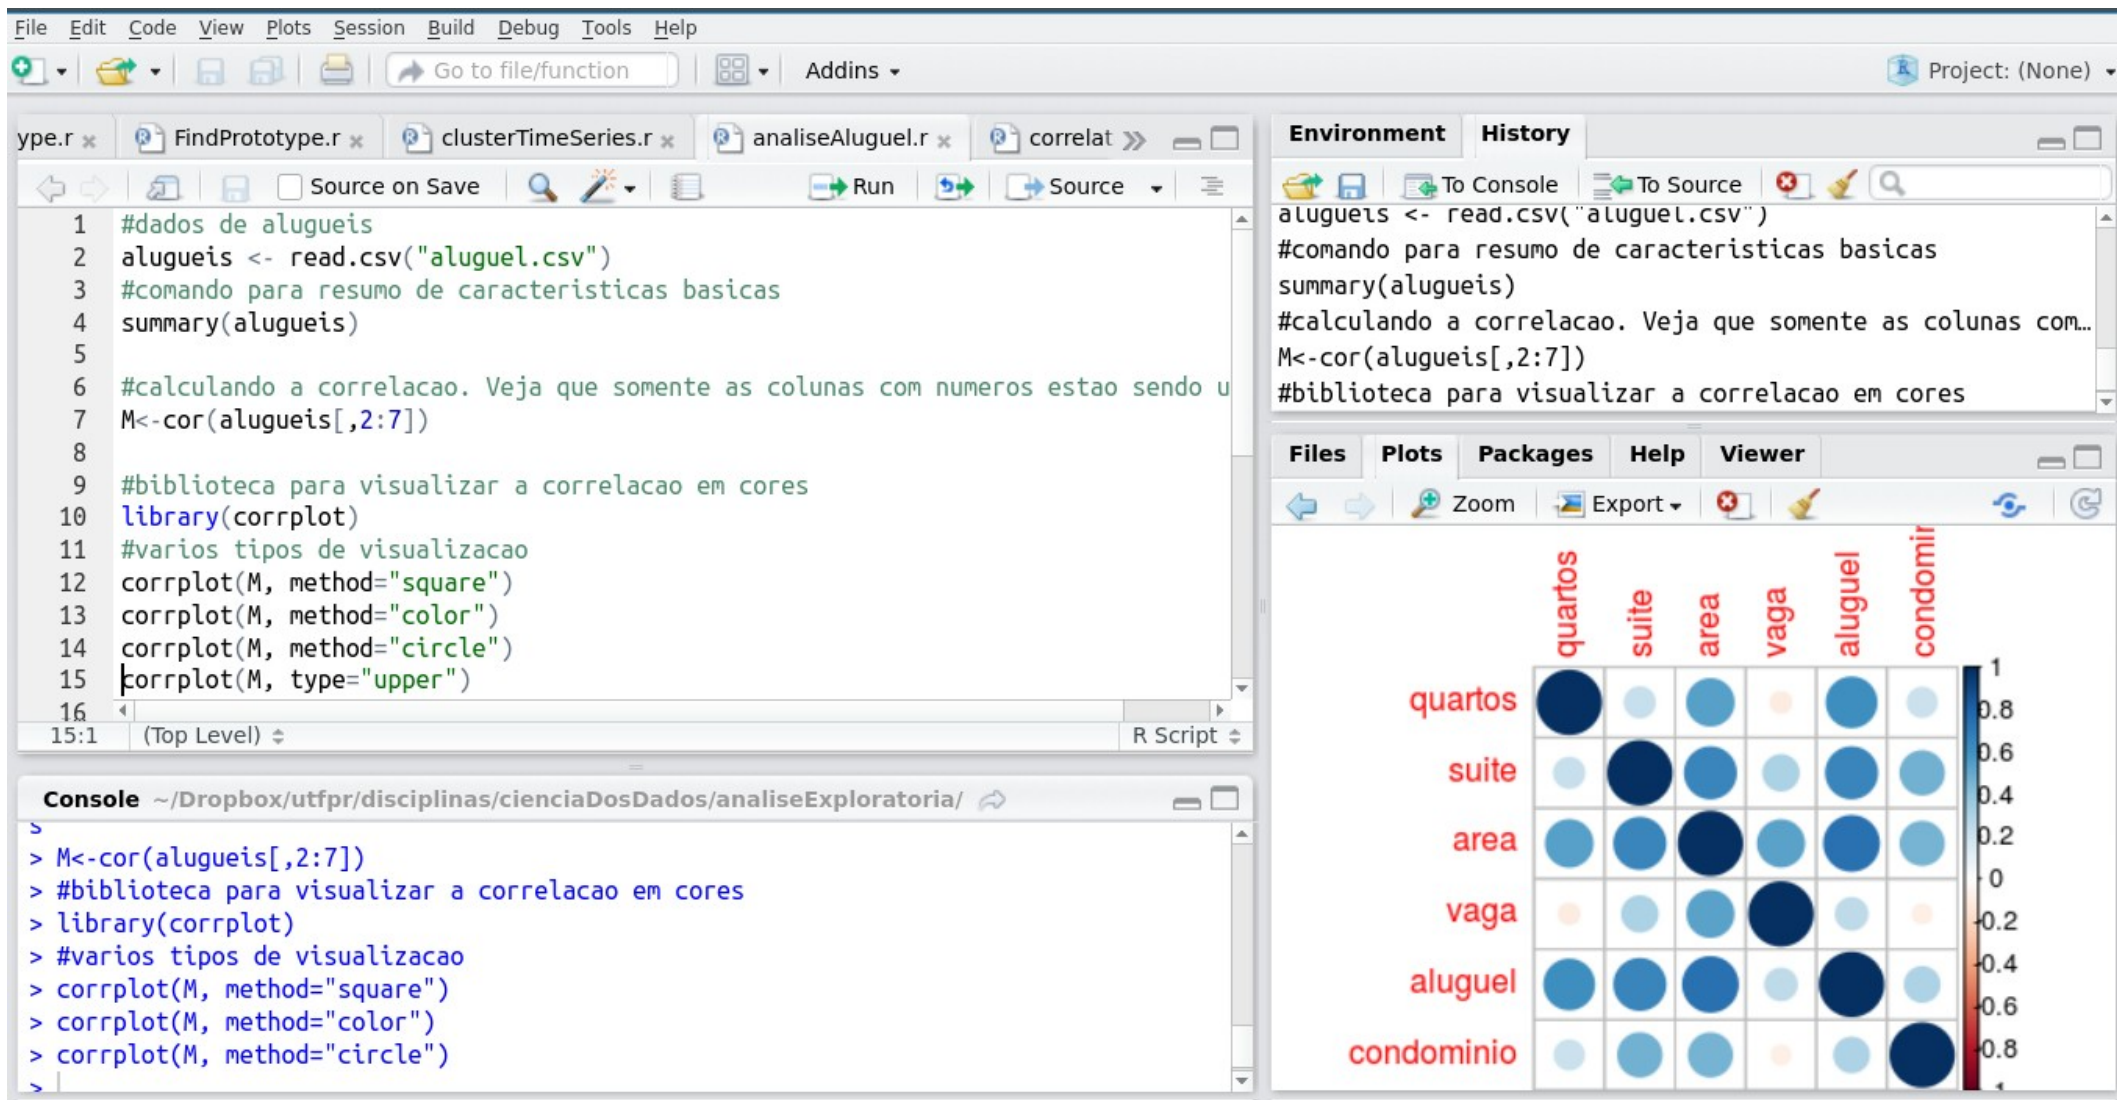 File Edit Code View Plots Session Build Debug Tools Help
Go to file/function Addins Project: (None)
ype.r FindPrototype.r clusterTimeSeries.r analiseAluguel.r correlat
Source on Save Run Source
1 #dados de alugueis
2 alugueis <- read.csv("aluguel.csv")
3 #comando para resumo de caracteristicas basicas
4 summary(alugueis)
5
6 #calculando a correlacao. Veja que somente as colunas com numeros estao sendo u
7 M<-cor(alugueis[,2:7])
8
9 #biblioteca para visualizar a correlacao em cores
10 library(corrplot)
11 #varios tipos de visualizacao
12 corrplot(M, method="square")
13 corrplot(M, method="color")
14 corrplot(M, method="circle")
15 corrplot(M, type="upper")
16
15:1 (Top Level) R Script
Console ~/Dropbox/utfpr/disciplinas/cienciaDosDados/analiseExploratoria/
> M<-cor(alugueis[,2:7])
> #biblioteca para visualizar a correlacao em cores
> library(corrplot)
> #varios tipos de visualizacao
> corrplot(M, method="square")
> corrplot(M, method="color")
> corrplot(M, method="circle")
>
Environment History
To Console To Source
alugueis <- read.csv("aluguel.csv")
#comando para resumo de caracteristicas basicas
summary(alugueis)
#calculando a correlacao. Veja que somente as colunas com…
M<-cor(alugueis[,2:7])
#biblioteca para visualizar a correlacao em cores
Files Plots Packages Help Viewer
Zoom Export
quartos suite area vaga aluguel condomin
quartos
suite
area
vaga
aluguel
condominio
1
0.8
0.6
0.4
0.2
0
-0.2
-0.4
-0.6
-0.8
-1